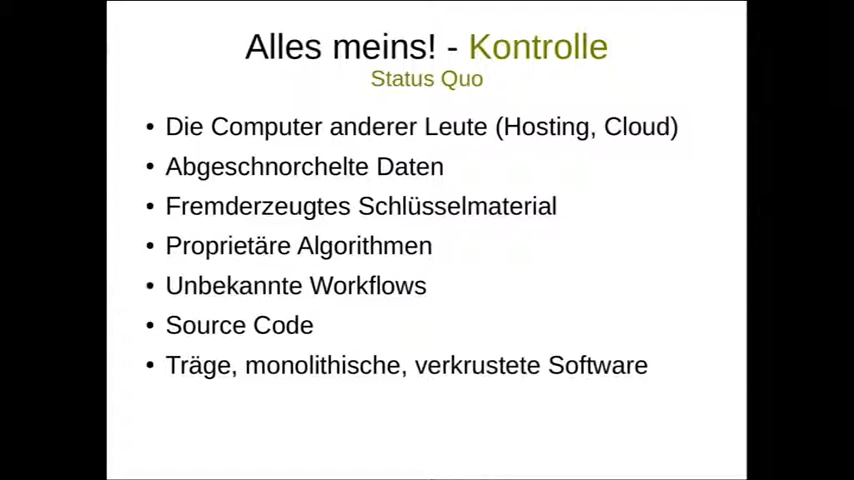 Alles meins! - Kontrolle
Status Quo
• Die Computer anderer Leute (Hosting, Cloud)
• Abgeschnorchelte Daten
• Fremderzeugtes Schlüsselmaterial
• Proprietäre Algorithmen
• Unbekannte Workflows
• Source Code
• Träge, monolithische, verkrustete Software